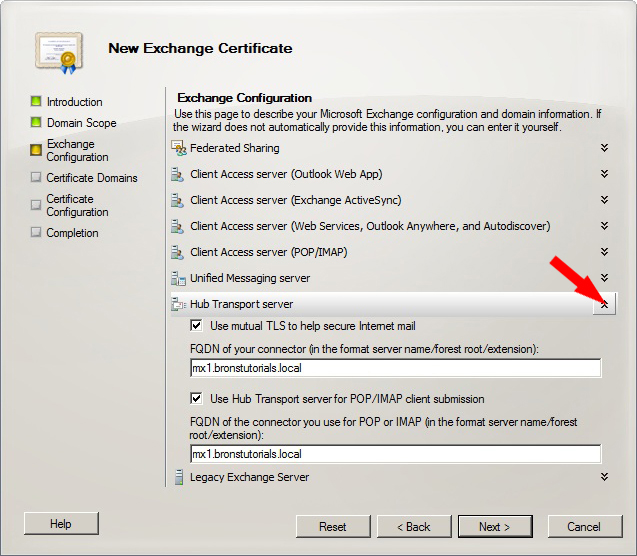 New Exchange Certificate
Introduction
Domain Scope
Exchange
Configuration
Certificate Domains
Certificate
Configuration
Completion
Exchange Configuration
Use this page to describe your Microsoft Exchange configuration and domain information. If
the wizard does not automatically provide this information, you can enter it yourself.
Federated Sharing
Client Access server (Outlook Web App)
Client Access server (Exchange ActiveSync)
Client Access server (Web Services, Outlook Anywhere, and Autodiscover)
Client Access server (POP/IMAP)
Unified Messaging server
Hub Transport server
Use mutual TLS to help secure Internet mail
FQDN of your connector (in the format server name/forest root/extension):
mx1.bronstutorials.local
Use Hub Transport server for POP/IMAP client submission
FQDN of the connector you use for POP or IMAP (in the format server name/forest
root/extension):
mx1.bronstutorials.local
Legacy Exchange Server
Help
Reset
< Back
Next >
Cancel